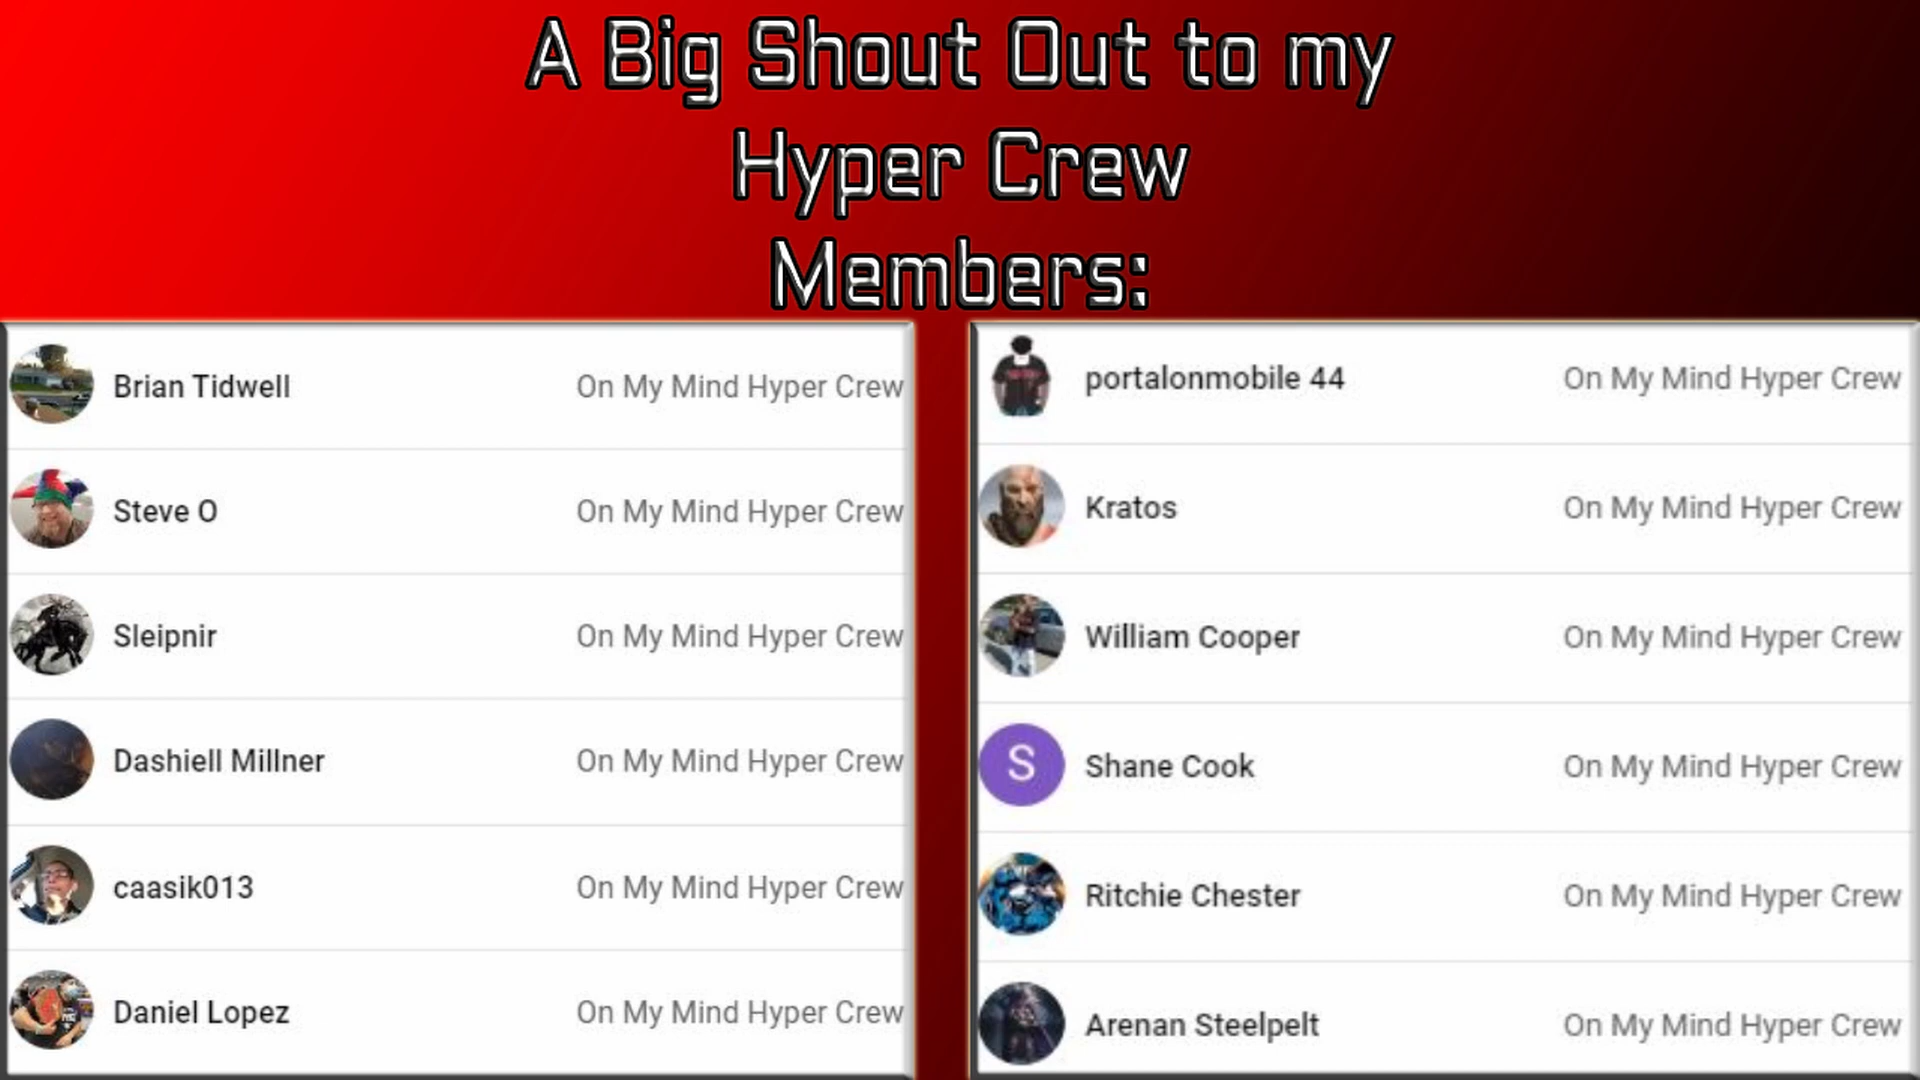 A Big Shout Out to my
Hyper Crew
Members:
Brian Tidwell On My Mind Hyper Crew
Steve O On My Mind Hyper Crew
Sleipnir On My Mind Hyper Crew
Dashiell Millner On My Mind Hyper Crew
caasik013 On My Mind Hyper Crew
Daniel Lopez On My Mind Hyper Crew
portalonmobile 44 On My Mind Hyper Crew
Kratos On My Mind Hyper Crew
William Cooper On My Mind Hyper Crew
S Shane Cook On My Mind Hyper Crew
Ritchie Chester On My Mind Hyper Crew
Arenan Steelpelt On My Mind Hyper Crew